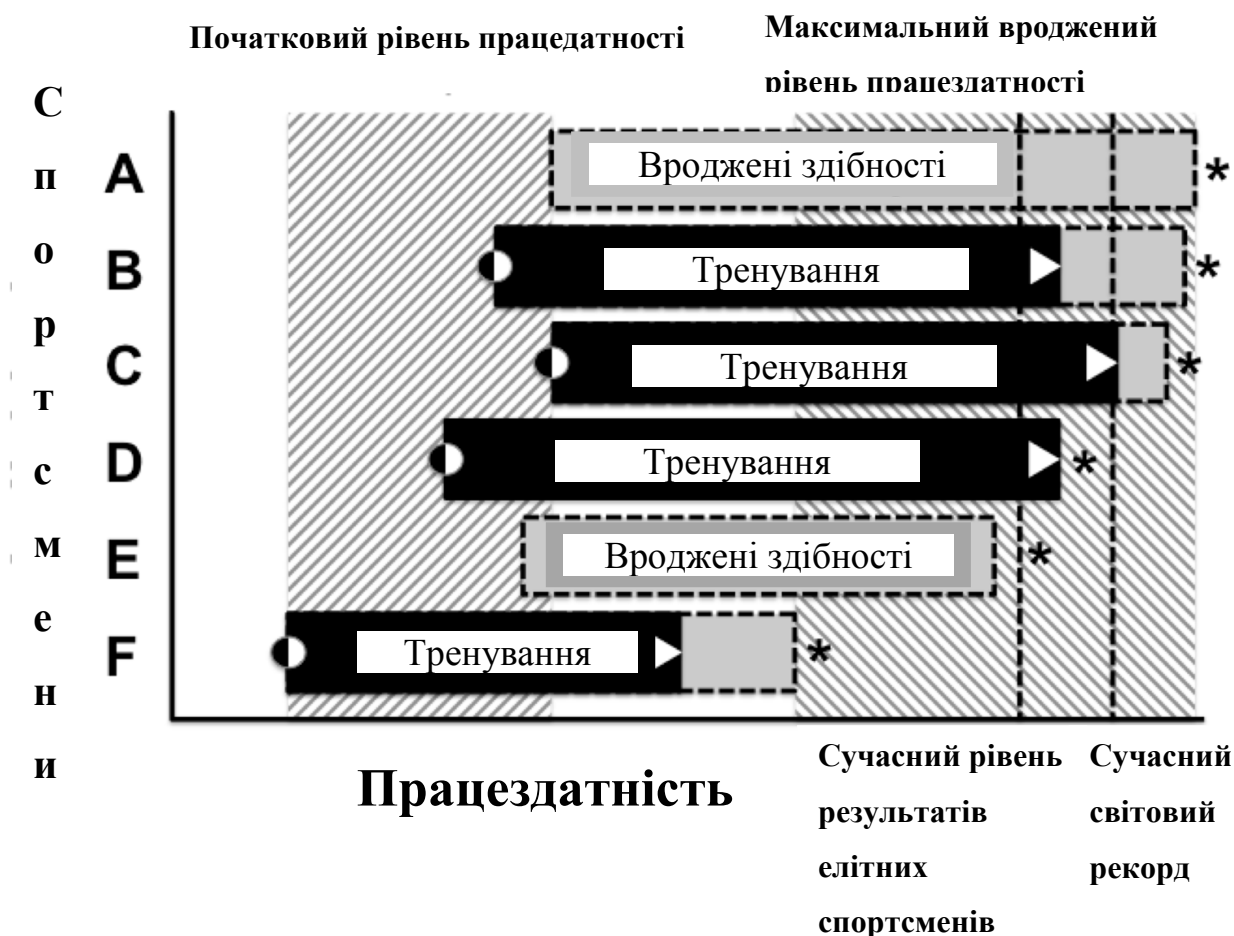 Початковий рівень працедатності
Максимальний вроджений
рівень працездатності
Спортсмени
A
Вроджені здібності
*
B
Тренування
*
C
Тренування
*
D
Тренування
*
E
Вроджені здібності
*
F
Тренування
*
Працездатність
Сучасний рівень
результатів
елітних
спортсменів
Сучасний
світовий
рекорд